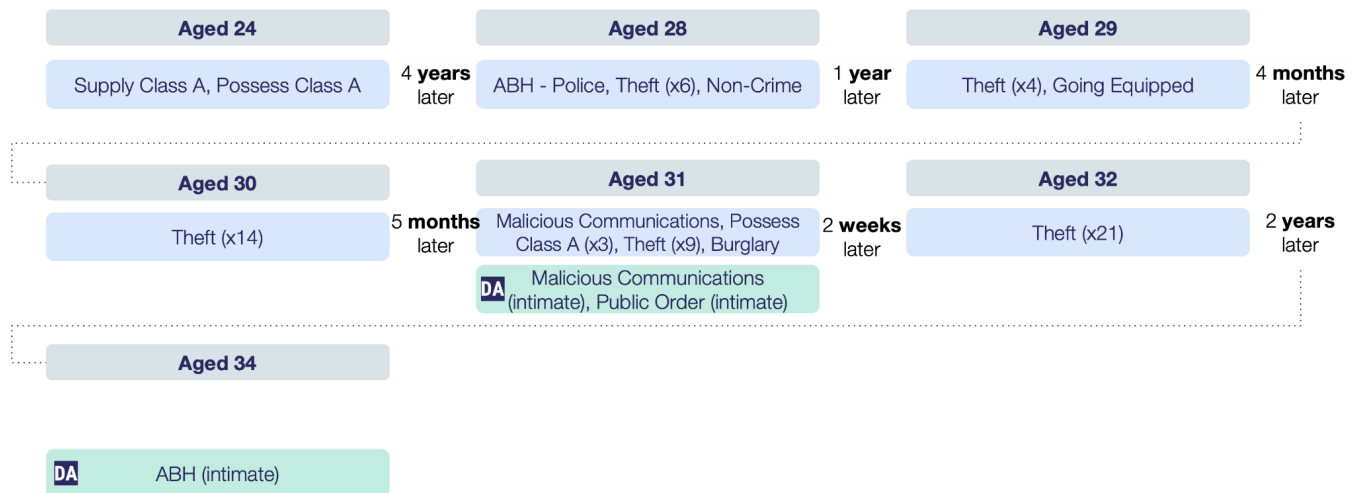 Aged 24
Supply Class A, Possess Class A
4 years
later
Aged 28
ABH - Police, Theft (x6), Non-Crime
1 year
later
Aged 29
Theft (x4), Going Equipped
4 months
later
Aged 30
Theft (x14)
5 months
later
Aged 31
Malicious Communications, Possess
Class A (x3), Theft (x9), Burglary
DA
Malicious Communications
(intimate), Public Order (intimate)
2 weeks
later
Aged 32
Theft (x21)
2 years
later
Aged 34
DA
ABH (intimate)